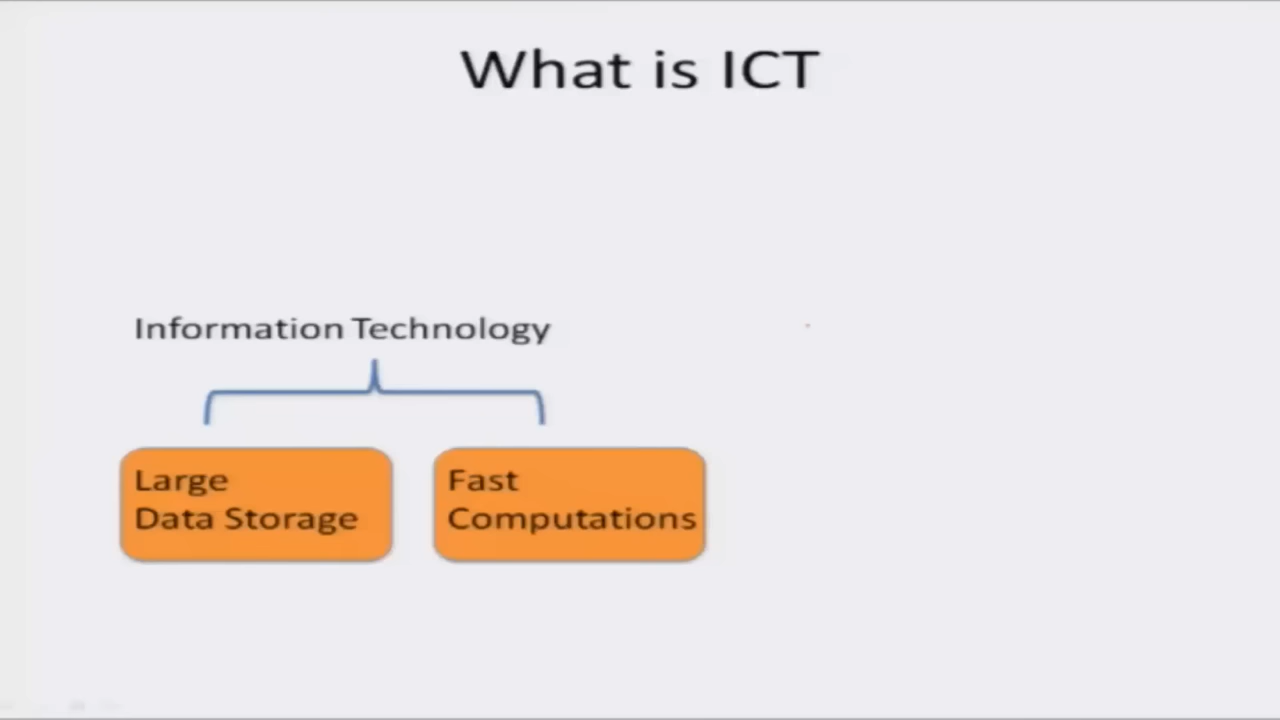 What is ICT
Information Technology
Large
Data Storage
Fast
Computations